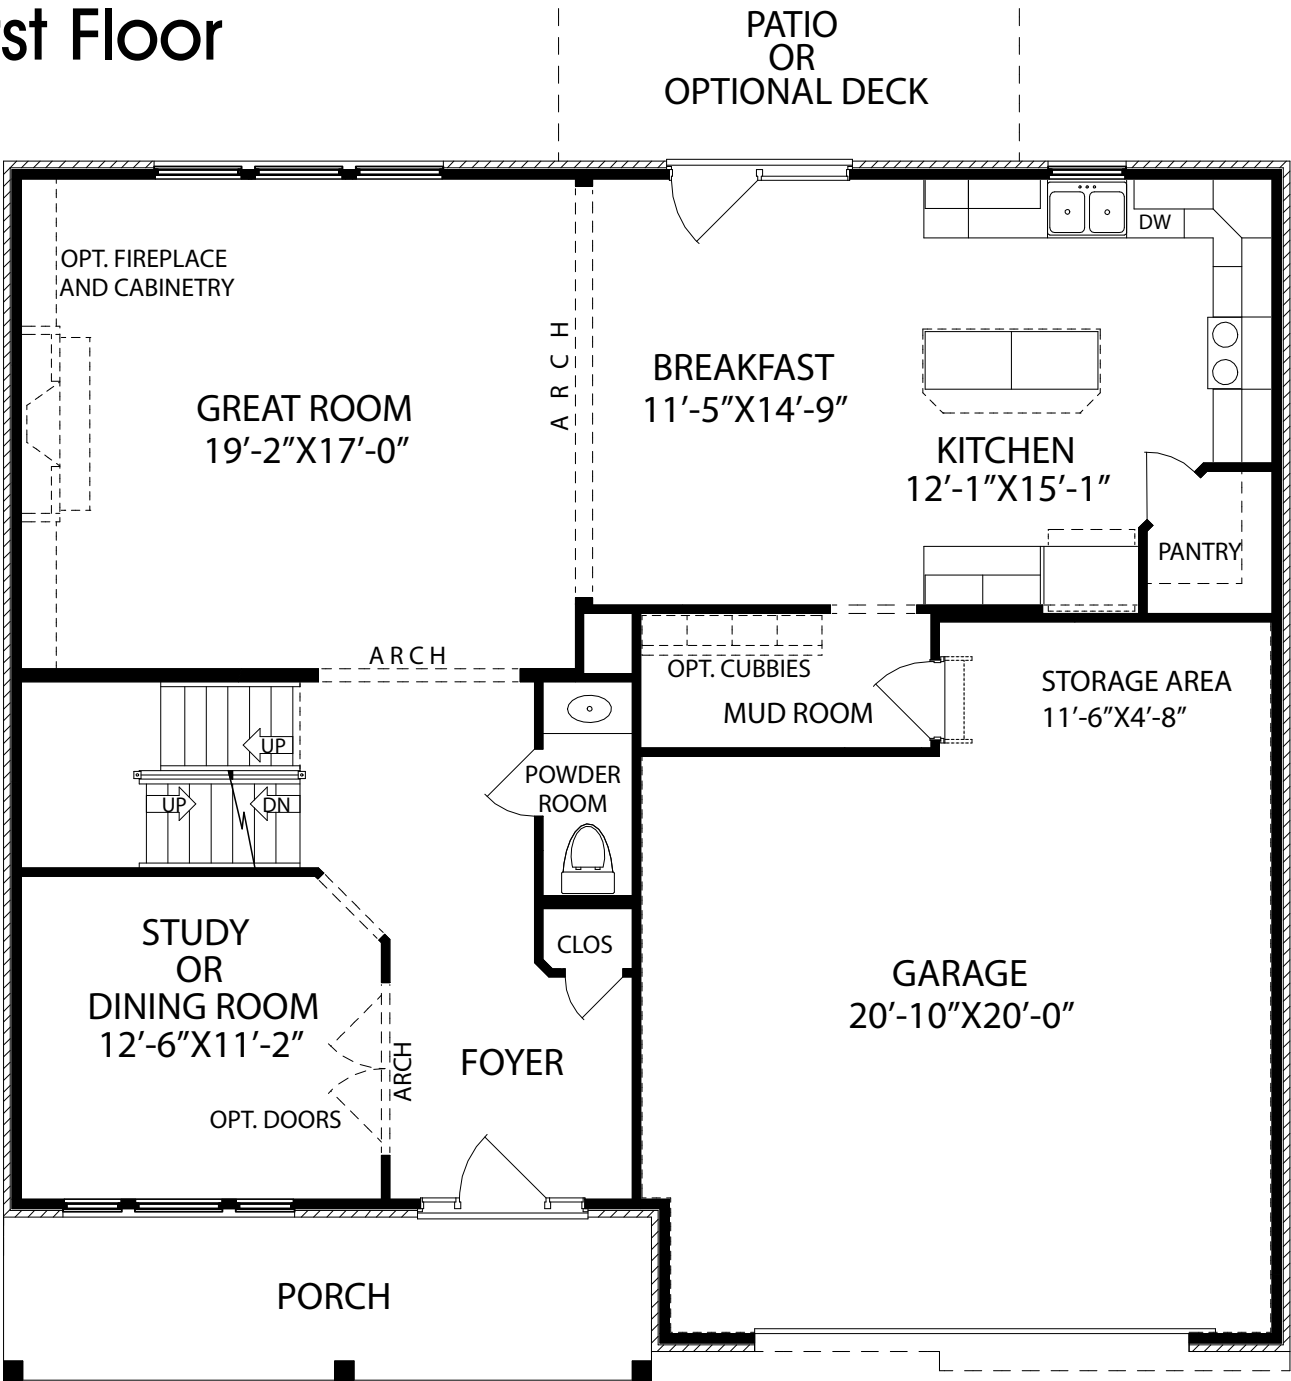 st Floor
PATIO
OR
OPTIONAL DECK
OPT. FIREPLACE
AND CABINETRY
DW
ARCH
BREAKFAST
11'-5"X14'-9"
GREAT ROOM
19'-2"X17'-0"
KITCHEN
12'-1"X15'-1"
PANTRY
ARCH
OPT. CUBBIES
MUD ROOM
STORAGE AREA
11'-6"X4'-8"
UP
UP
DN
POWDER
ROOM
STUDY
OR
DINING ROOM
12'-6"X11'-2"
CLOS
GARAGE
20'-10"X20'-0"
FOYER
ARCH
OPT. DOORS
PORCH